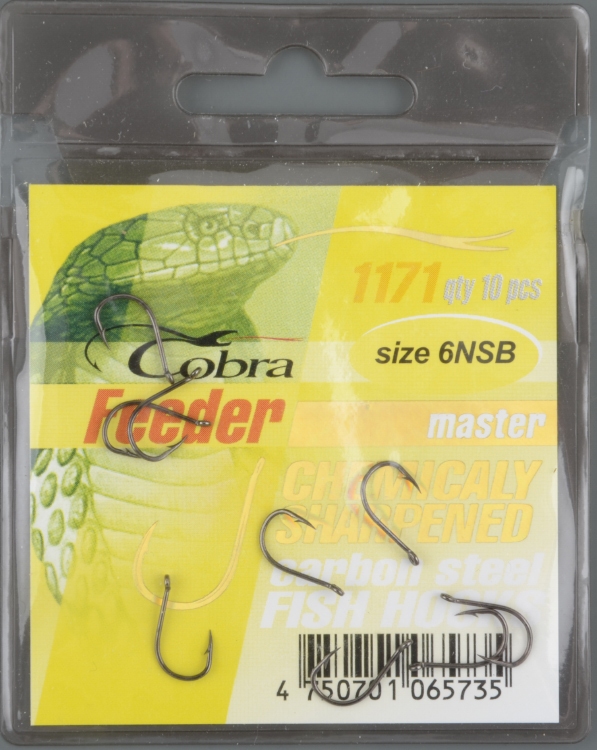 1171 qty 10 pcs
size 6NSB
Cobra
Feeder
master
CHEMICALY
SHARPENED
carbon steel
FISH HOOKS
4 750701 065735